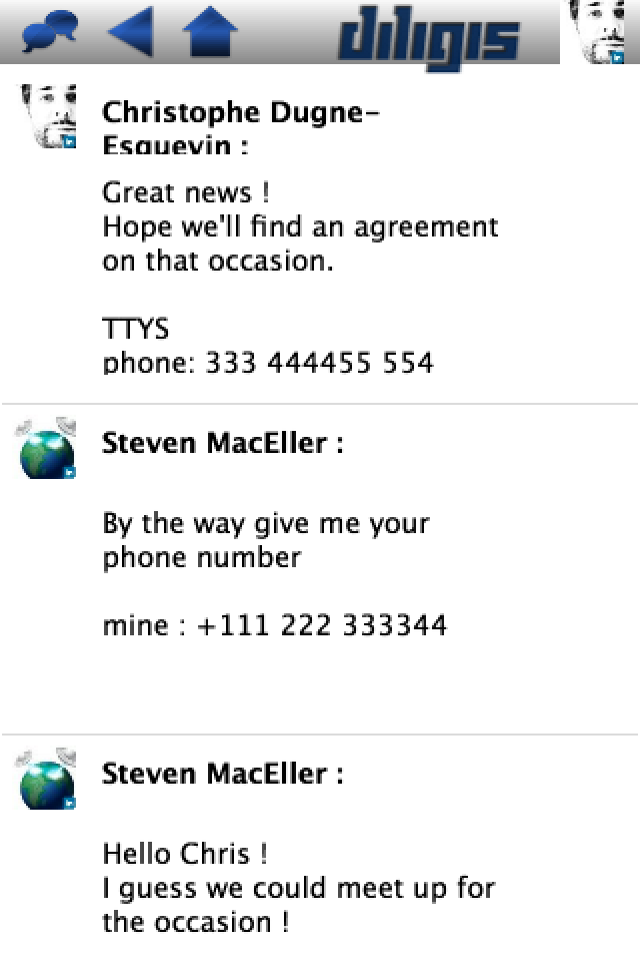 diligis
Christophe Dugne-
Esquevin :
Great news !
Hope we'll find an agreement
on that occasion.
TTYS
phone: 333 444455 554
Steven MacEller :
By the way give me your
phone number
mine : +111 222 333344
Steven MacEller :
Hello Chris !
I guess we could meet up for
the occasion !